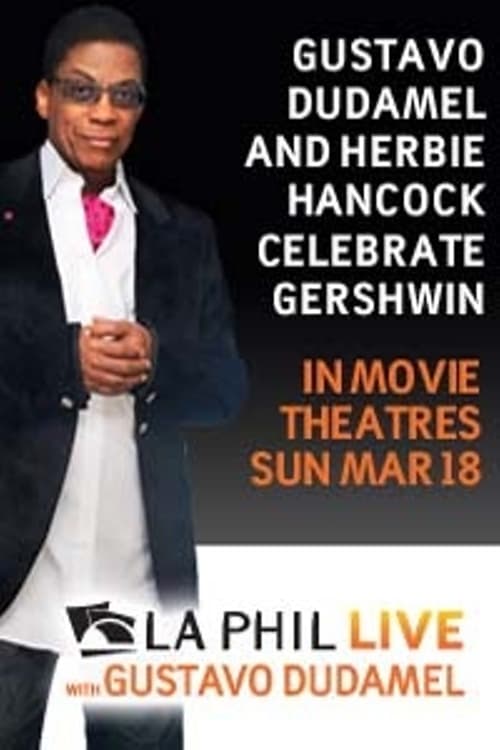 GUSTAVO
DUDAMEL
AND HERBIE
HANCOCK
CELEBRATE
GERSHWIN
IN MOVIE
THEATRES
SUN MAR 18
LA PHIL LIVE
WITH GUSTAVO DUDAMEL